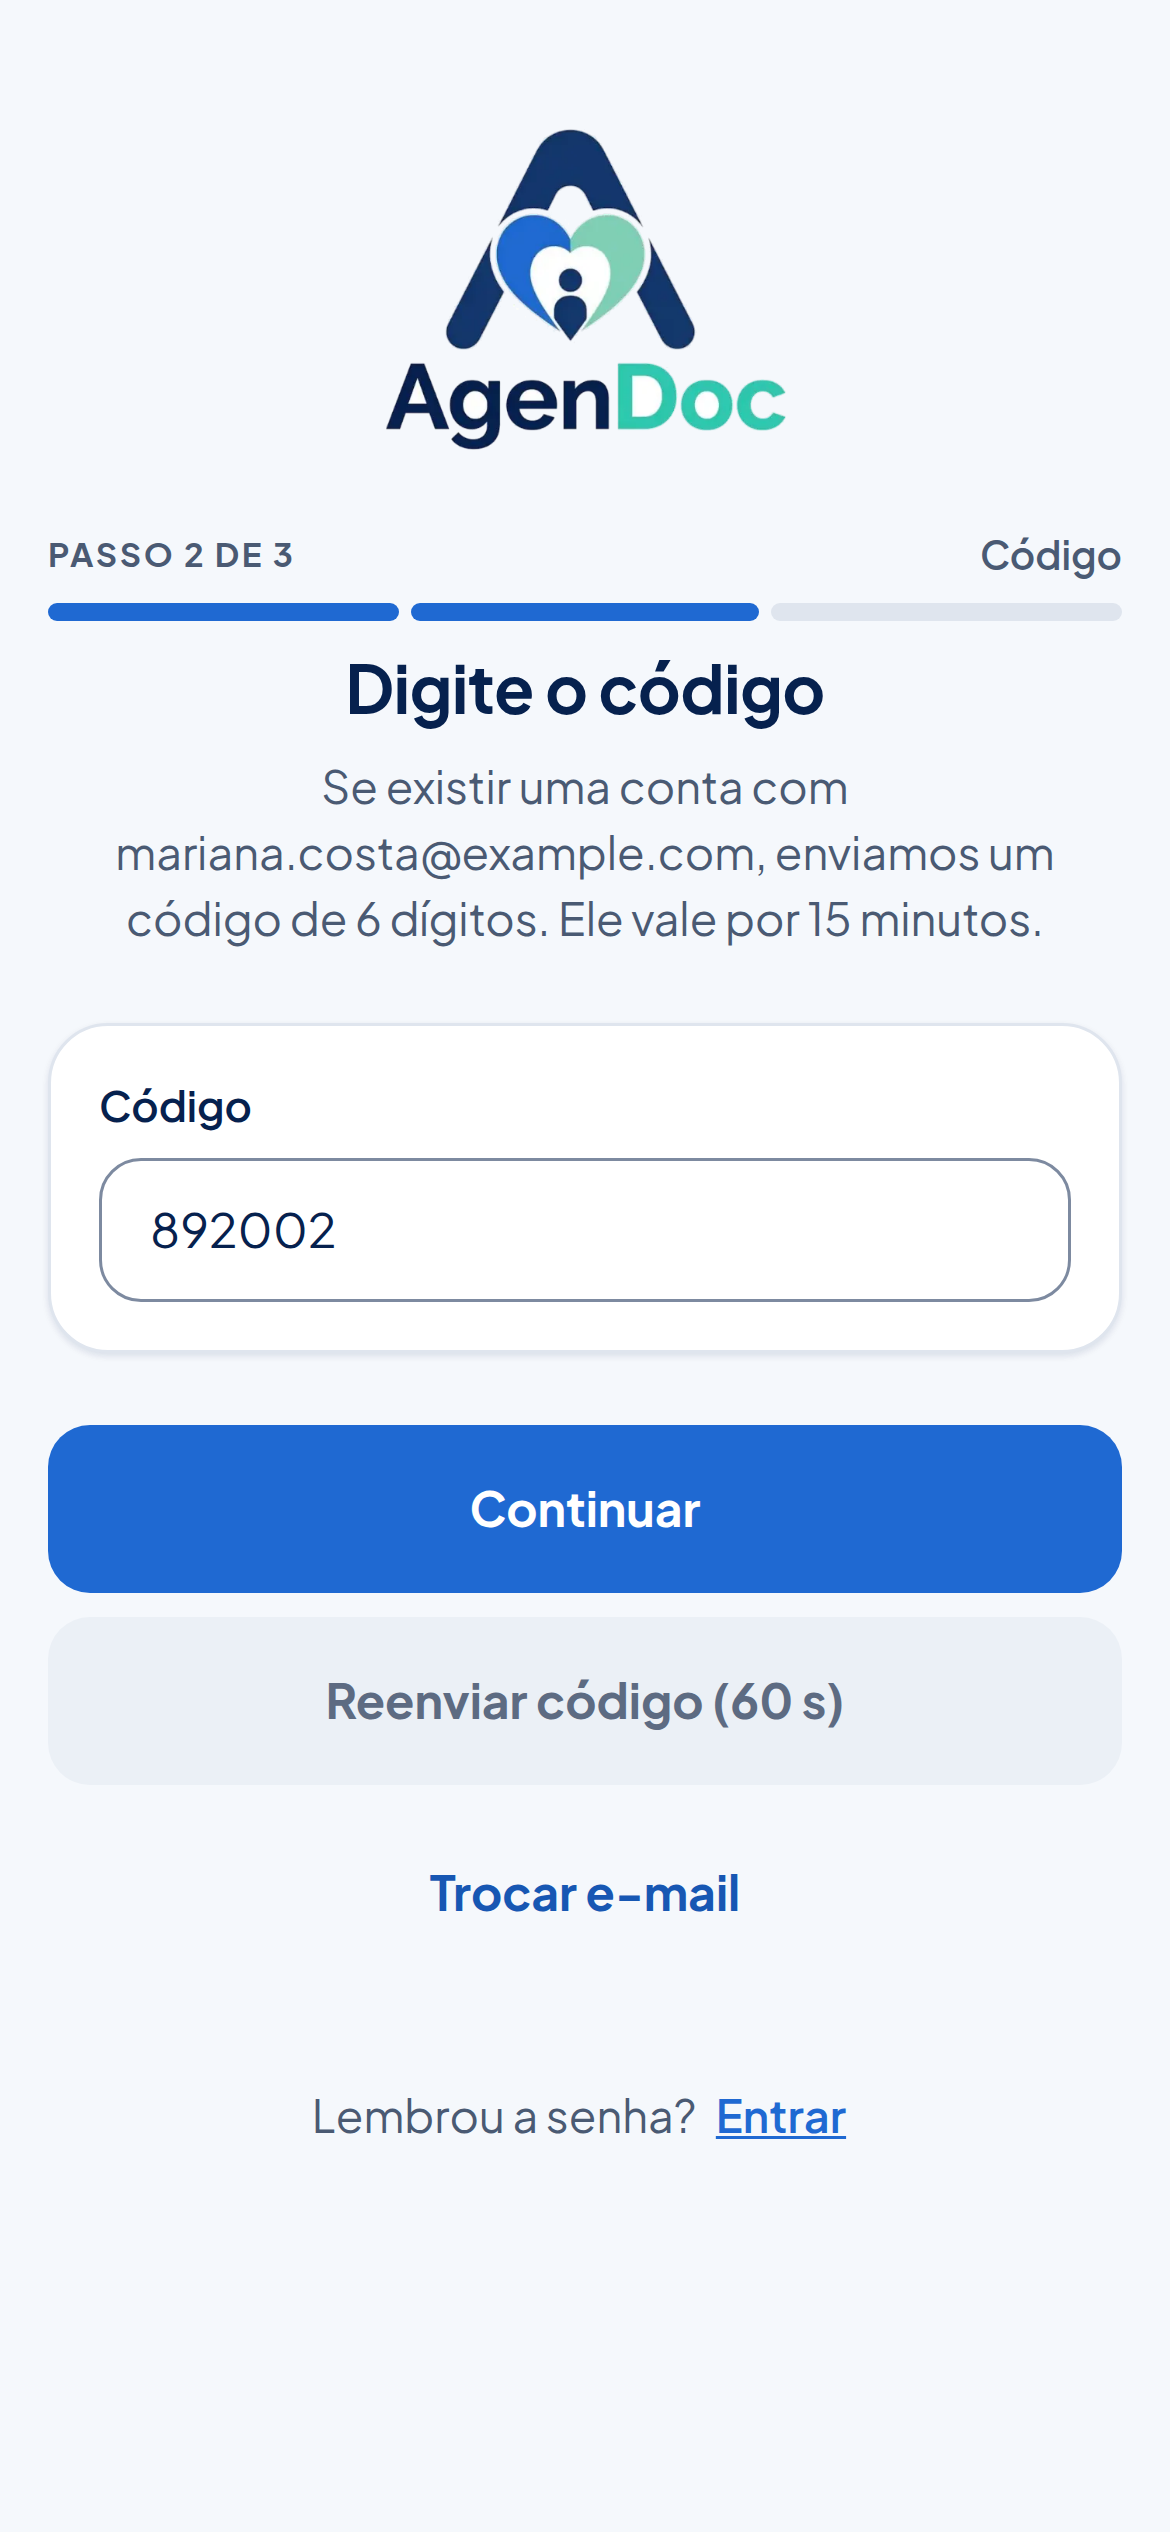 AgenDoc
PASSO 2 DE 3
Código
Digite o código
Se existir uma conta com
mariana.costa@example.com, enviamos um
código de 6 dígitos. Ele vale por 15 minutos.
Código
892002
Continuar
Reenviar código (60 s)
Trocar e-mail
Lembrou a senha? Entrar